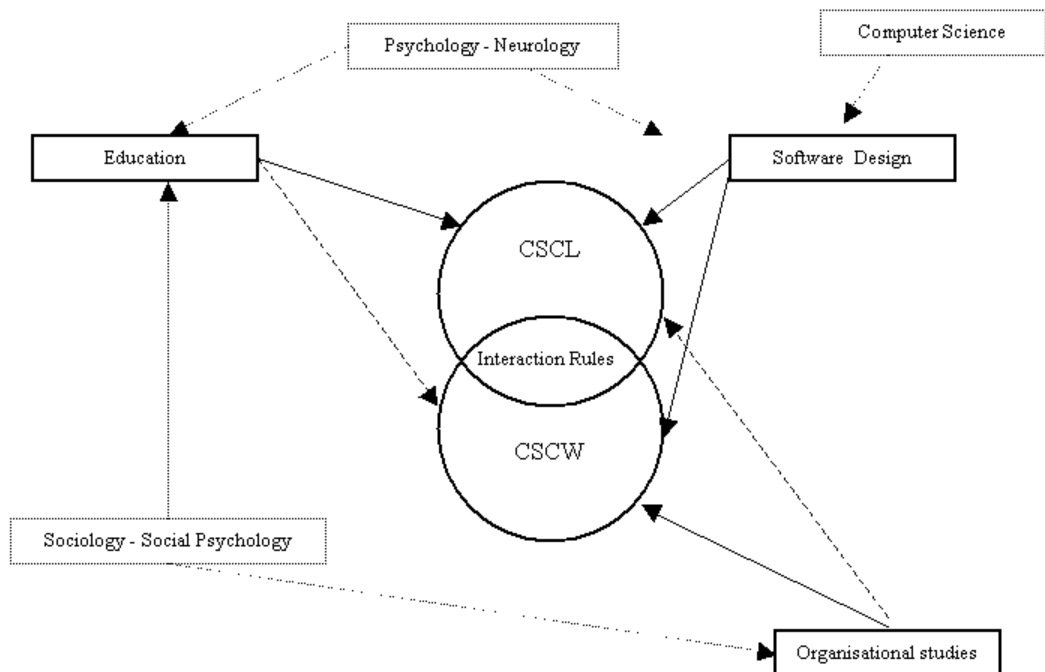 Computer Science
Psychology - Neurology
Education
Software Design
CSCL
Interaction Rules
CSCW
Sociology - Social Psychology
Organisational studies